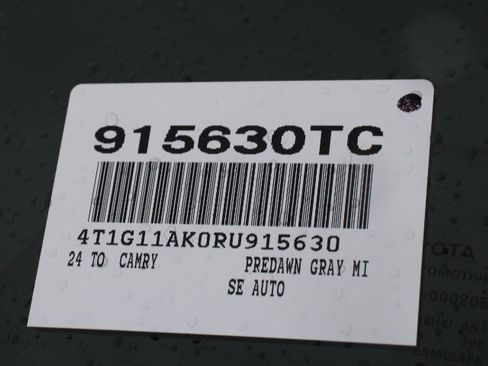 915630TC
4T1G11AK0RU915630
24 TO CAMRY PREDAWN GRAY MI
SE AUTO